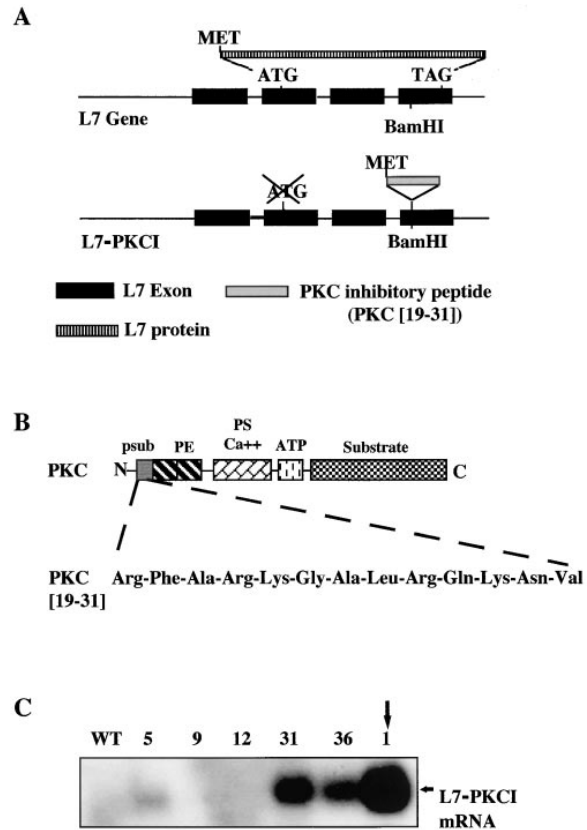 A
MET
ATG TAG
L7 Gene
BamHI
MET
ATG
L7-PKCI
BamHI
L7 Exon
PKC inhibitory peptide
(PKC [19-31])
L7 protein
B
psub PE PS
Ca++ ATP Substrate
PKC N C
PKC
[19-31]
Arg-Phe-Ala-Arg-Lys-Gly-Ala-Leu-Arg-Gln-Lys-Asn-Val
C
WT 5 9 12 31 36 1
L7-PKCI
mRNA